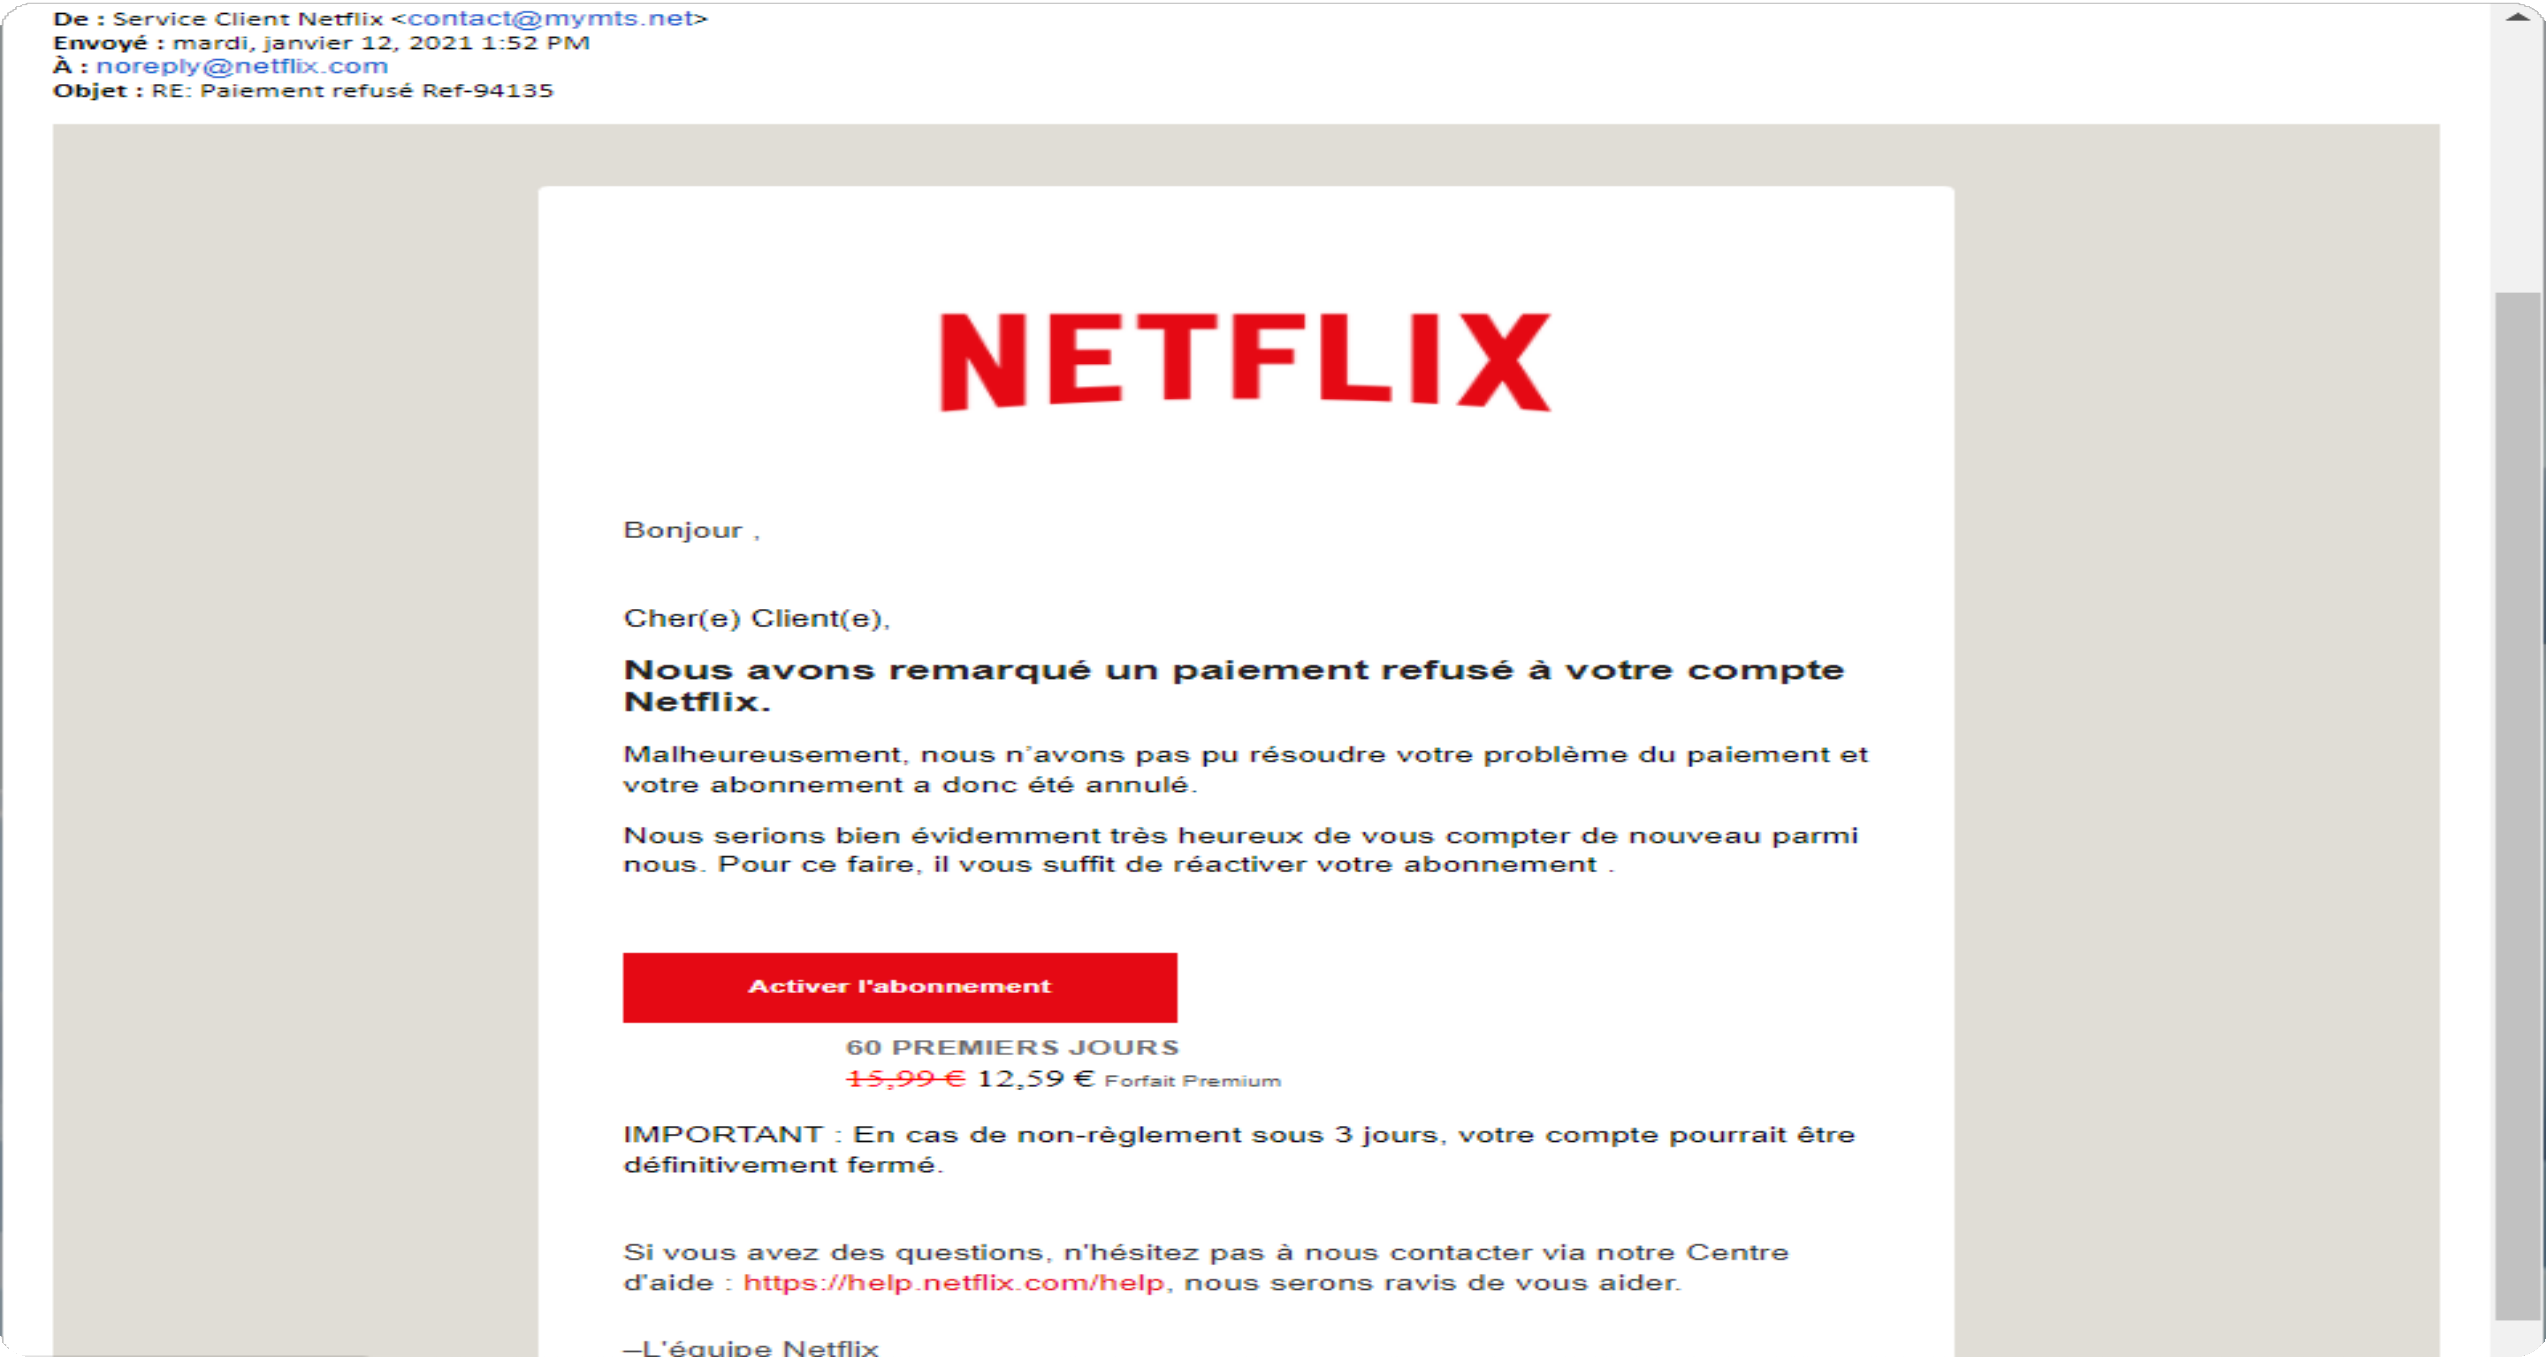 De : Service Client Netflix <contact@mymts.net>
Envoyé : mardi, janvier 12, 2021 1:52 PM
À : noreply@netflix.com
Objet : RE: Paiement refusé Ref-94135
NETFLIX
Bonjour ,
Cher(e) Client(e),
Nous avons remarqué un paiement refusé à votre compte
Netflix.
Malheureusement, nous n'avons pas pu résoudre votre problème du paiement et
votre abonnement a donc été annulé.
Nous serions bien évidemment très heureux de vous compter de nouveau parmi
nous. Pour ce faire, il vous suffit de réactiver votre abonnement .
Activer l'abonnement
60 PREMIERS JOURS
15,99 € 12,59 € Forfait Premium
IMPORTANT : En cas de non-règlement sous 3 jours, votre compte pourrait être
définitivement fermé.
Si vous avez des questions, n'hésitez pas à nous contacter via notre Centre
d'aide : https://help.netflix.com/help, nous serons ravis de vous aider.
–L'équipe Netflix